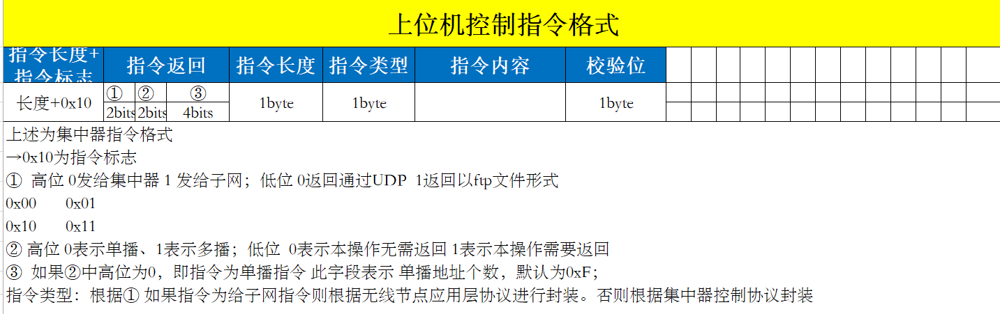 上位机控制指令格式
指令长度+
指令标志
指令返回
指令长度
指令类型
指令内容
校验位
长度+0x10
① ② ③
2bits 2bits 4bits
1byte
1byte
1byte
上述为集中器指令格式
→0x10为指令标志
① 高位 0发给集中器 1 发给子网；低位 0返回通过UDP 1返回以ftp文件形式
0x00 0x01
0x10 0x11
② 高位 0表示单播、1表示多播；低位 0表示本操作无需返回 1表示本操作需要返回
③ 如果②中高位为0，即指令为单播指令 此字段表示 单播地址个数，默认为0xF；
指令类型：根据① 如果指令为给子网指令则根据无线节点应用层协议进行封装。否则根据集中器控制协议封装